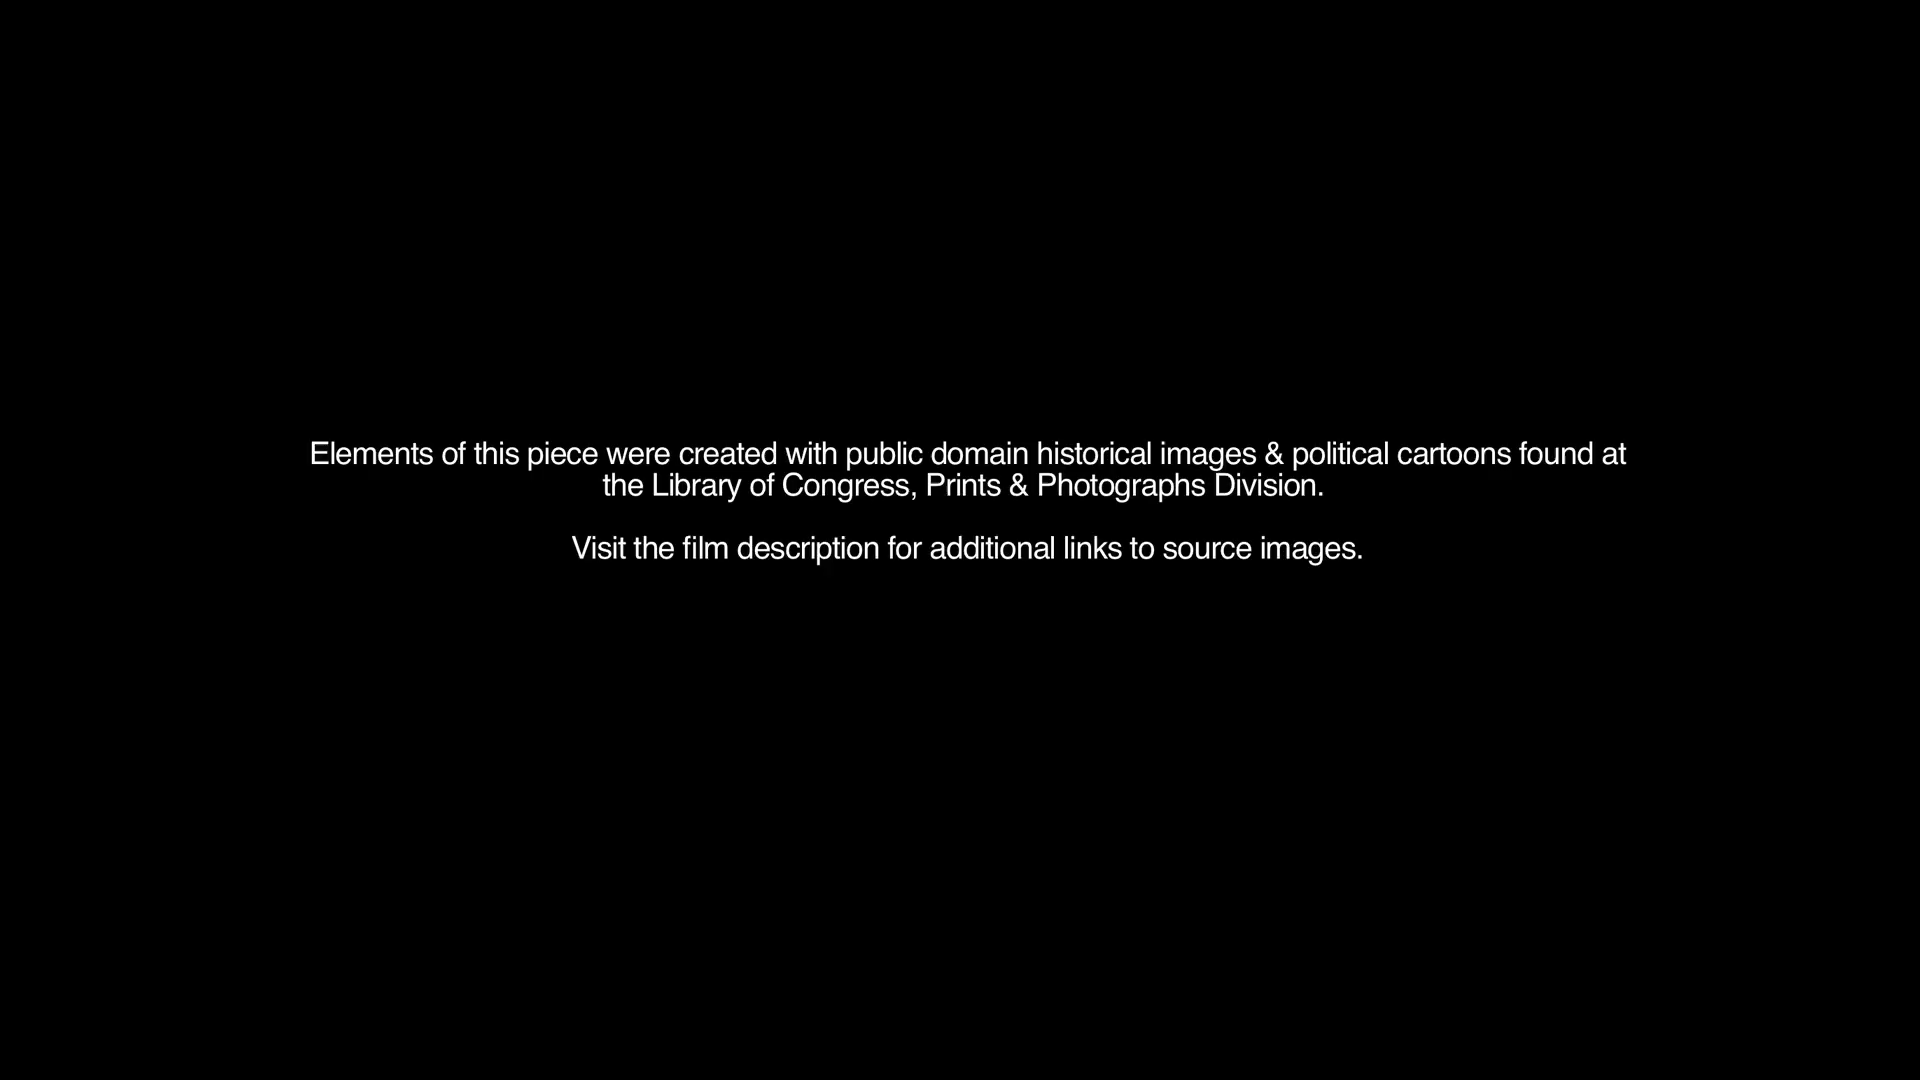 Elements of this piece were created with public domain historical images & political cartoons found at
the Library of Congress, Prints & Photographs Division.
Visit the film description for additional links to source images.